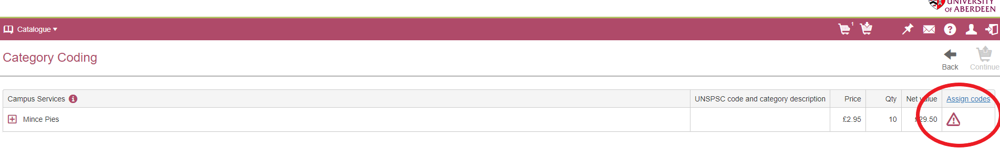 UNIVERSITY
OF ABERDEEN
Catalogue
1
Category Coding
Back
Continue
Campus Services
UNSPSC code and category description
Price
Qty
Net value
Assign codes
Mince Pies
£2.95
10
£29.50